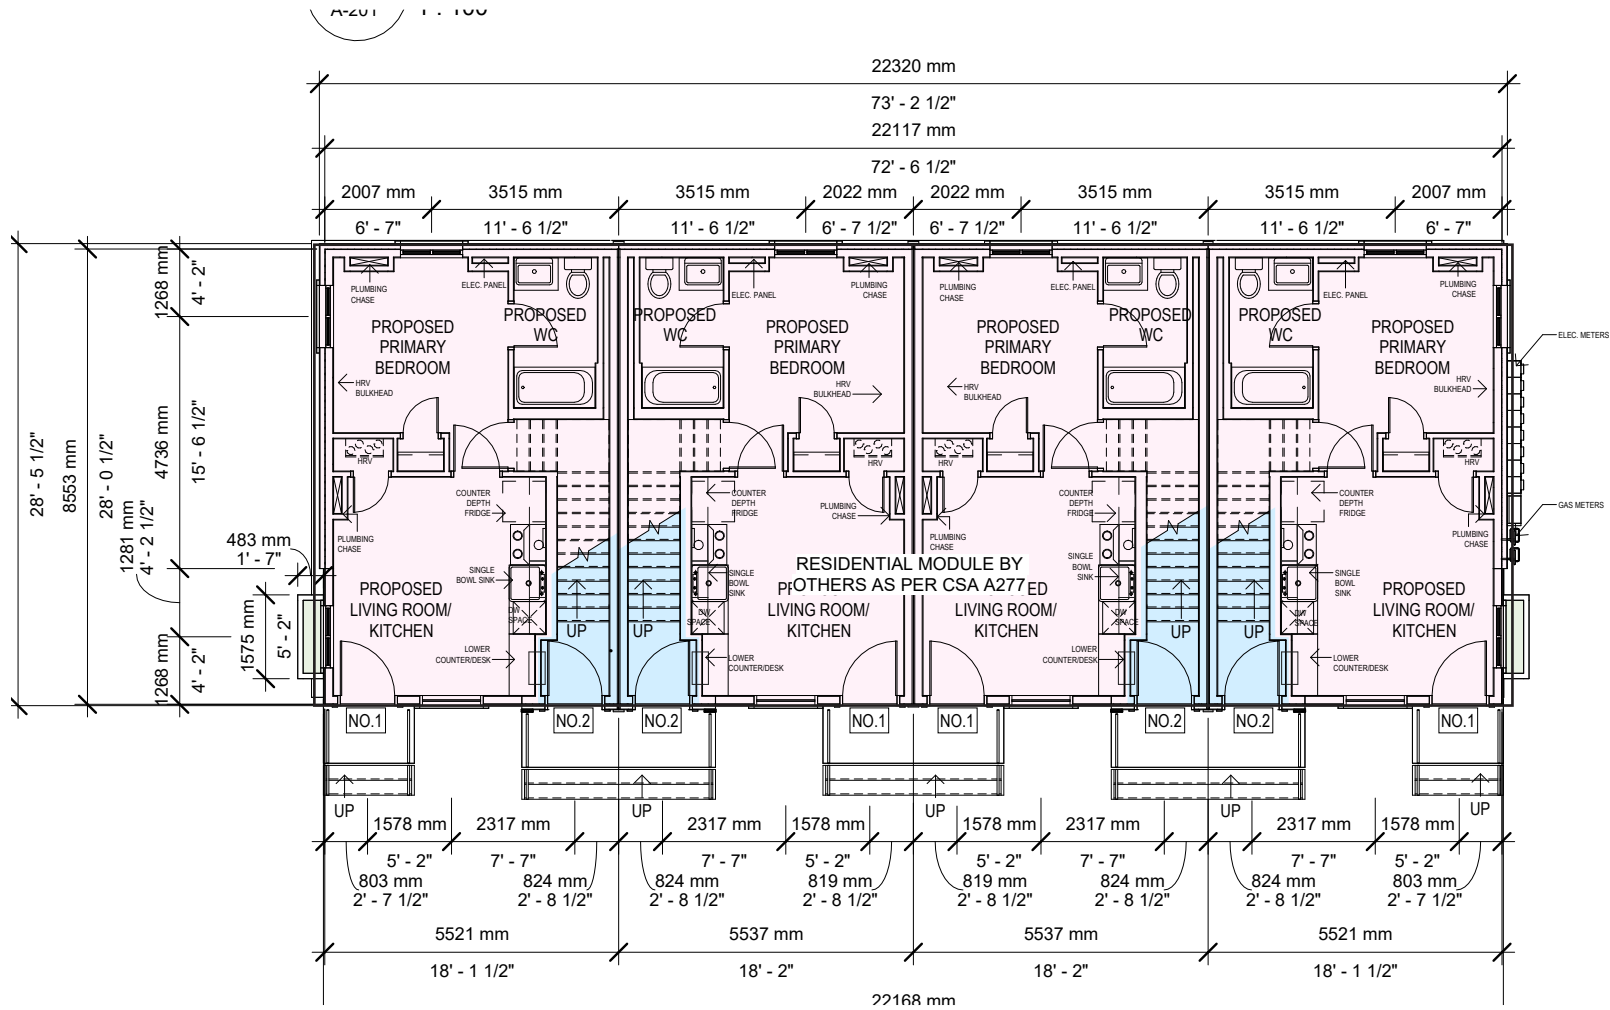 A-201 1 : 100
22320 mm
73' - 2 1/2"
22117 mm
72' - 6 1/2"
2007 mm 3515 mm 3515 mm 2022 mm 2022 mm 3515 mm 3515 mm 2007 mm
6' - 7" 11' - 6 1/2" 11' - 6 1/2" 6' - 7 1/2" 6' - 7 1/2" 11' - 6 1/2" 11' - 6 1/2" 6' - 7"
28' - 5 1/2"
8553 mm
28' - 0 1/2"
1268 mm
4' - 2"
4736 mm
15' - 6 1/2"
1281 mm
4' - 2 1/2"
483 mm
1' - 7"
1575 mm
5' - 2"
1268 mm
4' - 2"
PLUMBING
CHASE
ELEC. PANEL
PROPOSED
WC
PROPOSED
PRIMARY
BEDROOM
HRV
BULKHEAD
HRV
COUNTER
DEPTH
FRIDGE
PLUMBING
CHASE
SINGLE
BOWL SINK
PROPOSED
LIVING ROOM/
KITCHEN
DW
SPACE
UP
LOWER
COUNTER/DESK
PROPOSED
WC
ELEC. PANEL
PLUMBING
CHASE
PROPOSED
PRIMARY
BEDROOM
HRV
BULKHEAD
HRV
COUNTER
DEPTH
FRIDGE
PLUMBING
CHASE
SINGLE
BOWL
SINK
LIVING ROOM/
KITCHEN
DW
SPACE
UP
LOWER
COUNTER/DESK
RESIDENTIAL MODULE BY
OTHERS AS PER CSA A277
PLUMBING
CHASE
ELEC. PANEL
PROPOSED
WC
PROPOSED
PRIMARY
BEDROOM
HRV
BULKHEAD
HRV
COUNTER
DEPTH
FRIDGE
PLUMBING
CHASE
SINGLE
BOWL
SINK
LIVING ROOM/
KITCHEN
DW
SPACE
UP
LOWER
COUNTER/DESK
PROPOSED
WC
ELEC. PANEL
PLUMBING
CHASE
PROPOSED
PRIMARY
BEDROOM
HRV
BULKHEAD
HRV
COUNTER
DEPTH
FRIDGE
PLUMBING
CHASE
SINGLE
BOWL
SINK
PROPOSED
LIVING ROOM/
KITCHEN
DW
SPACE
UP
LOWER
COUNTER/DESK
ELEC. METERS
GAS METERS
NO.1 NO.2 NO.2 NO.1 NO.1 NO.2 NO.2 NO.1
UP UP UP UP UP
1578 mm 2317 mm 2317 mm 1578 mm 1578 mm 2317 mm 2317 mm 1578 mm
5' - 2" 7' - 7" 7' - 7" 5' - 2" 5' - 2" 7' - 7" 7' - 7" 5' - 2"
803 mm 824 mm 824 mm 819 mm 819 mm 824 mm 824 mm 803 mm
2' - 7 1/2" 2' - 8 1/2" 2' - 8 1/2" 2' - 8 1/2" 2' - 8 1/2" 2' - 8 1/2" 2' - 8 1/2" 2' - 7 1/2"
5521 mm 5537 mm 5537 mm 5521 mm
18' - 1 1/2" 18' - 2" 18' - 2" 18' - 1 1/2"
22168 mm